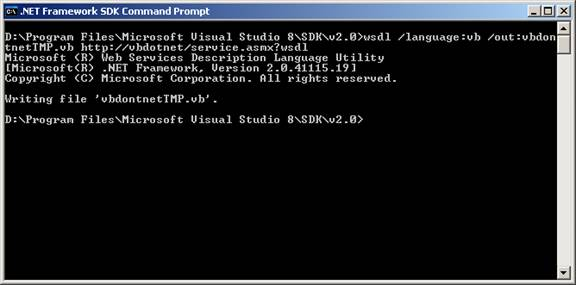 .NET Framework SDK Command Prompt
D:\Program Files\Microsoft Visual Studio 8\SDK\v2.0>wsdl /language:vb /out:vbdon
tnetTMP.vb http://vbdotnet/service.asmx?wsdl
Microsoft (R) Web Services Description Language Utility
[Microsoft(R) .NET Framework, Version 2.0.41115.19]
Copyright (C) Microsoft Corporation. All rights reserved.
Writing file 'vbdontnetTMP.vb'.
D:\Program Files\Microsoft Visual Studio 8\SDK\v2.0>